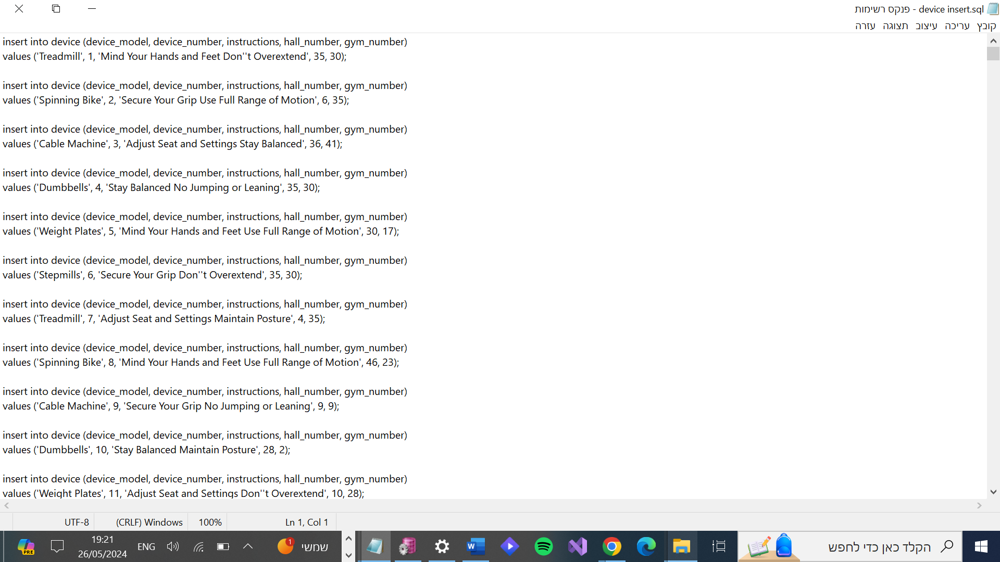 device insert.sql - פנקס רשימות
קובץ עריכה עיצוב תצוגה עזרה
insert into device (device_model, device_number, instructions, hall_number, gym_number)
values ('Treadmill', 1, 'Mind Your Hands and Feet Don''t Overextend', 35, 30);
insert into device (device_model, device_number, instructions, hall_number, gym_number)
values ('Spinning Bike', 2, 'Secure Your Grip Use Full Range of Motion', 6, 35);
insert into device (device_model, device_number, instructions, hall_number, gym_number)
values ('Cable Machine', 3, 'Adjust Seat and Settings Stay Balanced', 36, 41);
insert into device (device_model, device_number, instructions, hall_number, gym_number)
values ('Dumbbells', 4, 'Stay Balanced No Jumping or Leaning', 35, 30);
insert into device (device_model, device_number, instructions, hall_number, gym_number)
values ('Weight Plates', 5, 'Mind Your Hands and Feet Use Full Range of Motion', 30, 17);
insert into device (device_model, device_number, instructions, hall_number, gym_number)
values ('Stepmills', 6, 'Secure Your Grip Don''t Overextend', 35, 30);
insert into device (device_model, device_number, instructions, hall_number, gym_number)
values ('Treadmill', 7, 'Adjust Seat and Settings Maintain Posture', 4, 35);
insert into device (device_model, device_number, instructions, hall_number, gym_number)
values ('Spinning Bike', 8, 'Mind Your Hands and Feet Use Full Range of Motion', 46, 23);
insert into device (device_model, device_number, instructions, hall_number, gym_number)
values ('Cable Machine', 9, 'Secure Your Grip No Jumping or Leaning', 9, 9);
insert into device (device_model, device_number, instructions, hall_number, gym_number)
values ('Dumbbells', 10, 'Stay Balanced Maintain Posture', 28, 2);
insert into device (device_model, device_number, instructions, hall_number, gym_number)
values ('Weight Plates', 11, 'Adjust Seat and Settings Don''t Overextend', 10, 28);
UTF-8 (CRLF) Windows 100% Ln 1, Col 1
PRE
19:21
26/05/2024
ENG
1
שמשי
W
הקלד כאן כדי לחפש